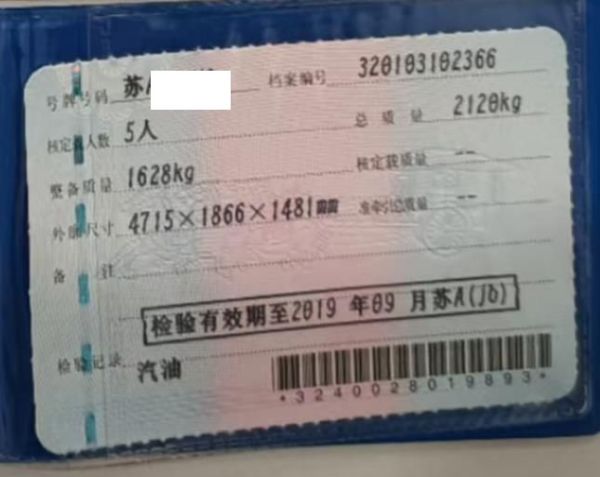 号牌号码 苏A 档案编号 320103102366
核定载人数 5人 总质量 2120kg
整备质量 1628kg 核定载质量 --
外廓尺寸 4715×1866×1481mm 准牵引总质量 --
备注
检验有效期至2019年09月苏A(J6)
检验记录 汽油
*3240028019893*